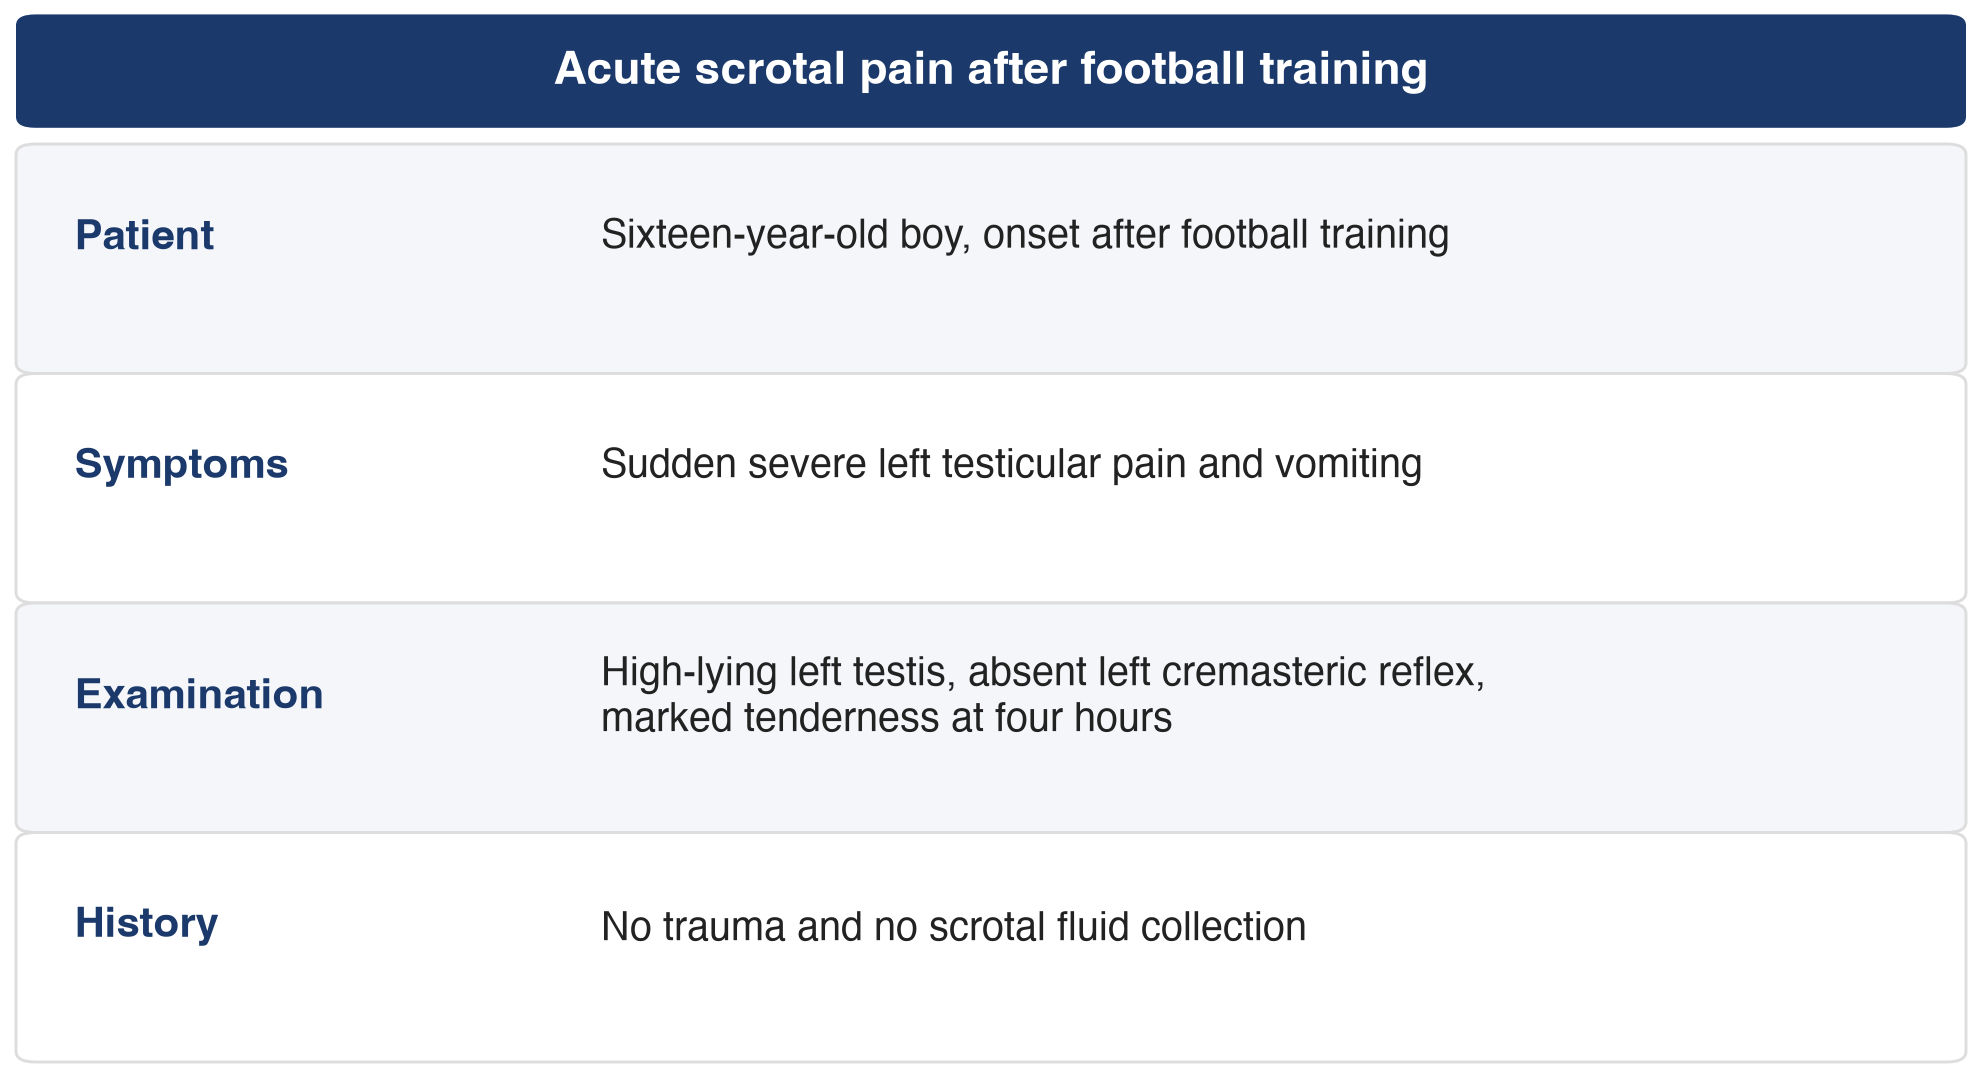 Acute scrotal pain after football training
Patient
Sixteen-year-old boy, onset after football training
Symptoms
Sudden severe left testicular pain and vomiting
Examination
High-lying left testis, absent left cremasteric reflex,
marked tenderness at four hours
History
No trauma and no scrotal fluid collection